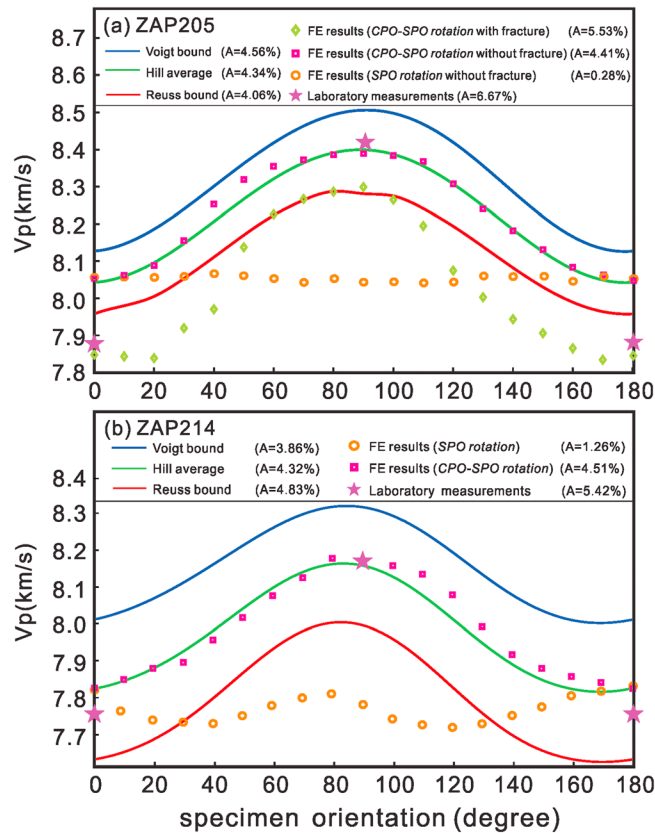 (a) ZAP205
Voigt bound (A=4.56%)
Hill average (A=4.34%)
Reuss bound (A=4.06%)
FE results (CPO-SPO rotation with fracture) (A=5.53%)
FE results (CPO-SPO rotation without fracture) (A=4.41%)
FE results (SPO rotation without fracture) (A=0.28%)
Laboratory measurements (A=6.67%)
Vp(km/s)
8.7
8.6
8.5
8.4
8.3
8.2
8.1
8.0
7.9
7.8
0 20 40 60 80 100 120 140 160 180
(b) ZAP214
Voigt bound (A=3.86%)
Hill average (A=4.32%)
Reuss bound (A=4.83%)
FE results (SPO rotation) (A=1.26%)
FE results (CPO-SPO rotation) (A=4.51%)
Laboratory measurements (A=5.42%)
Vp(km/s)
8.4
8.3
8.2
8.1
8.0
7.9
7.8
7.7
0 20 40 60 80 100 120 140 160 180
specimen orientation (degree)